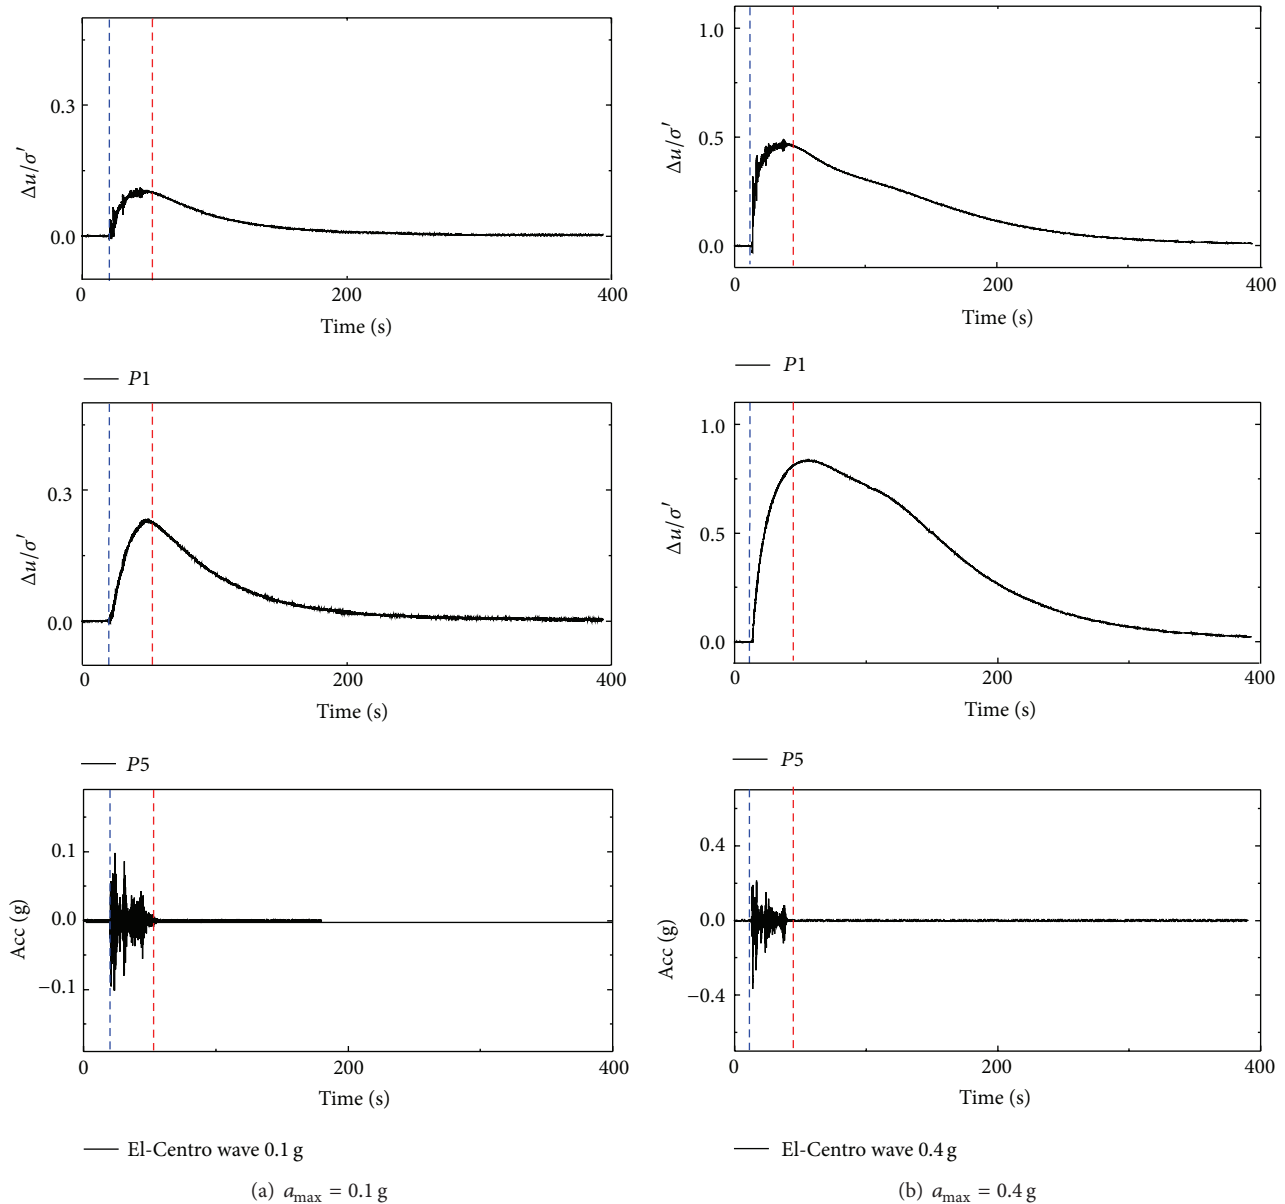 0.3
0.0
Δu/σ′
0 200 400
Time (s)
P1
0.3
0.0
Δu/σ′
0 200 400
Time (s)
P5
0.1
0.0
−0.1
Acc (g)
0 200 400
Time (s)
El-Centro wave 0.1 g
(a) amax = 0.1 g
1.0
0.5
0.0
Δu/σ′
0 200 400
Time (s)
P1
1.0
0.5
0.0
Δu/σ′
0 200 400
Time (s)
P5
0.4
0.0
−0.4
Acc (g)
0 200 400
Time (s)
El-Centro wave 0.4 g
(b) amax = 0.4 g